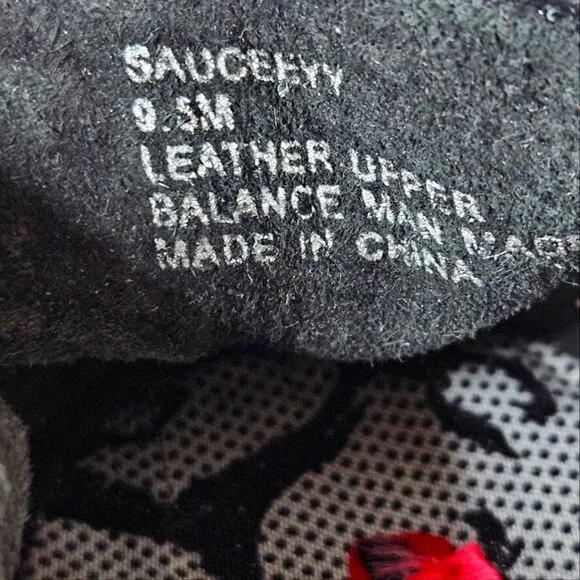 SAUCEEYY
9.5M
LEATHER UPPER
BALANCE MAN MADE
MADE IN CHINA